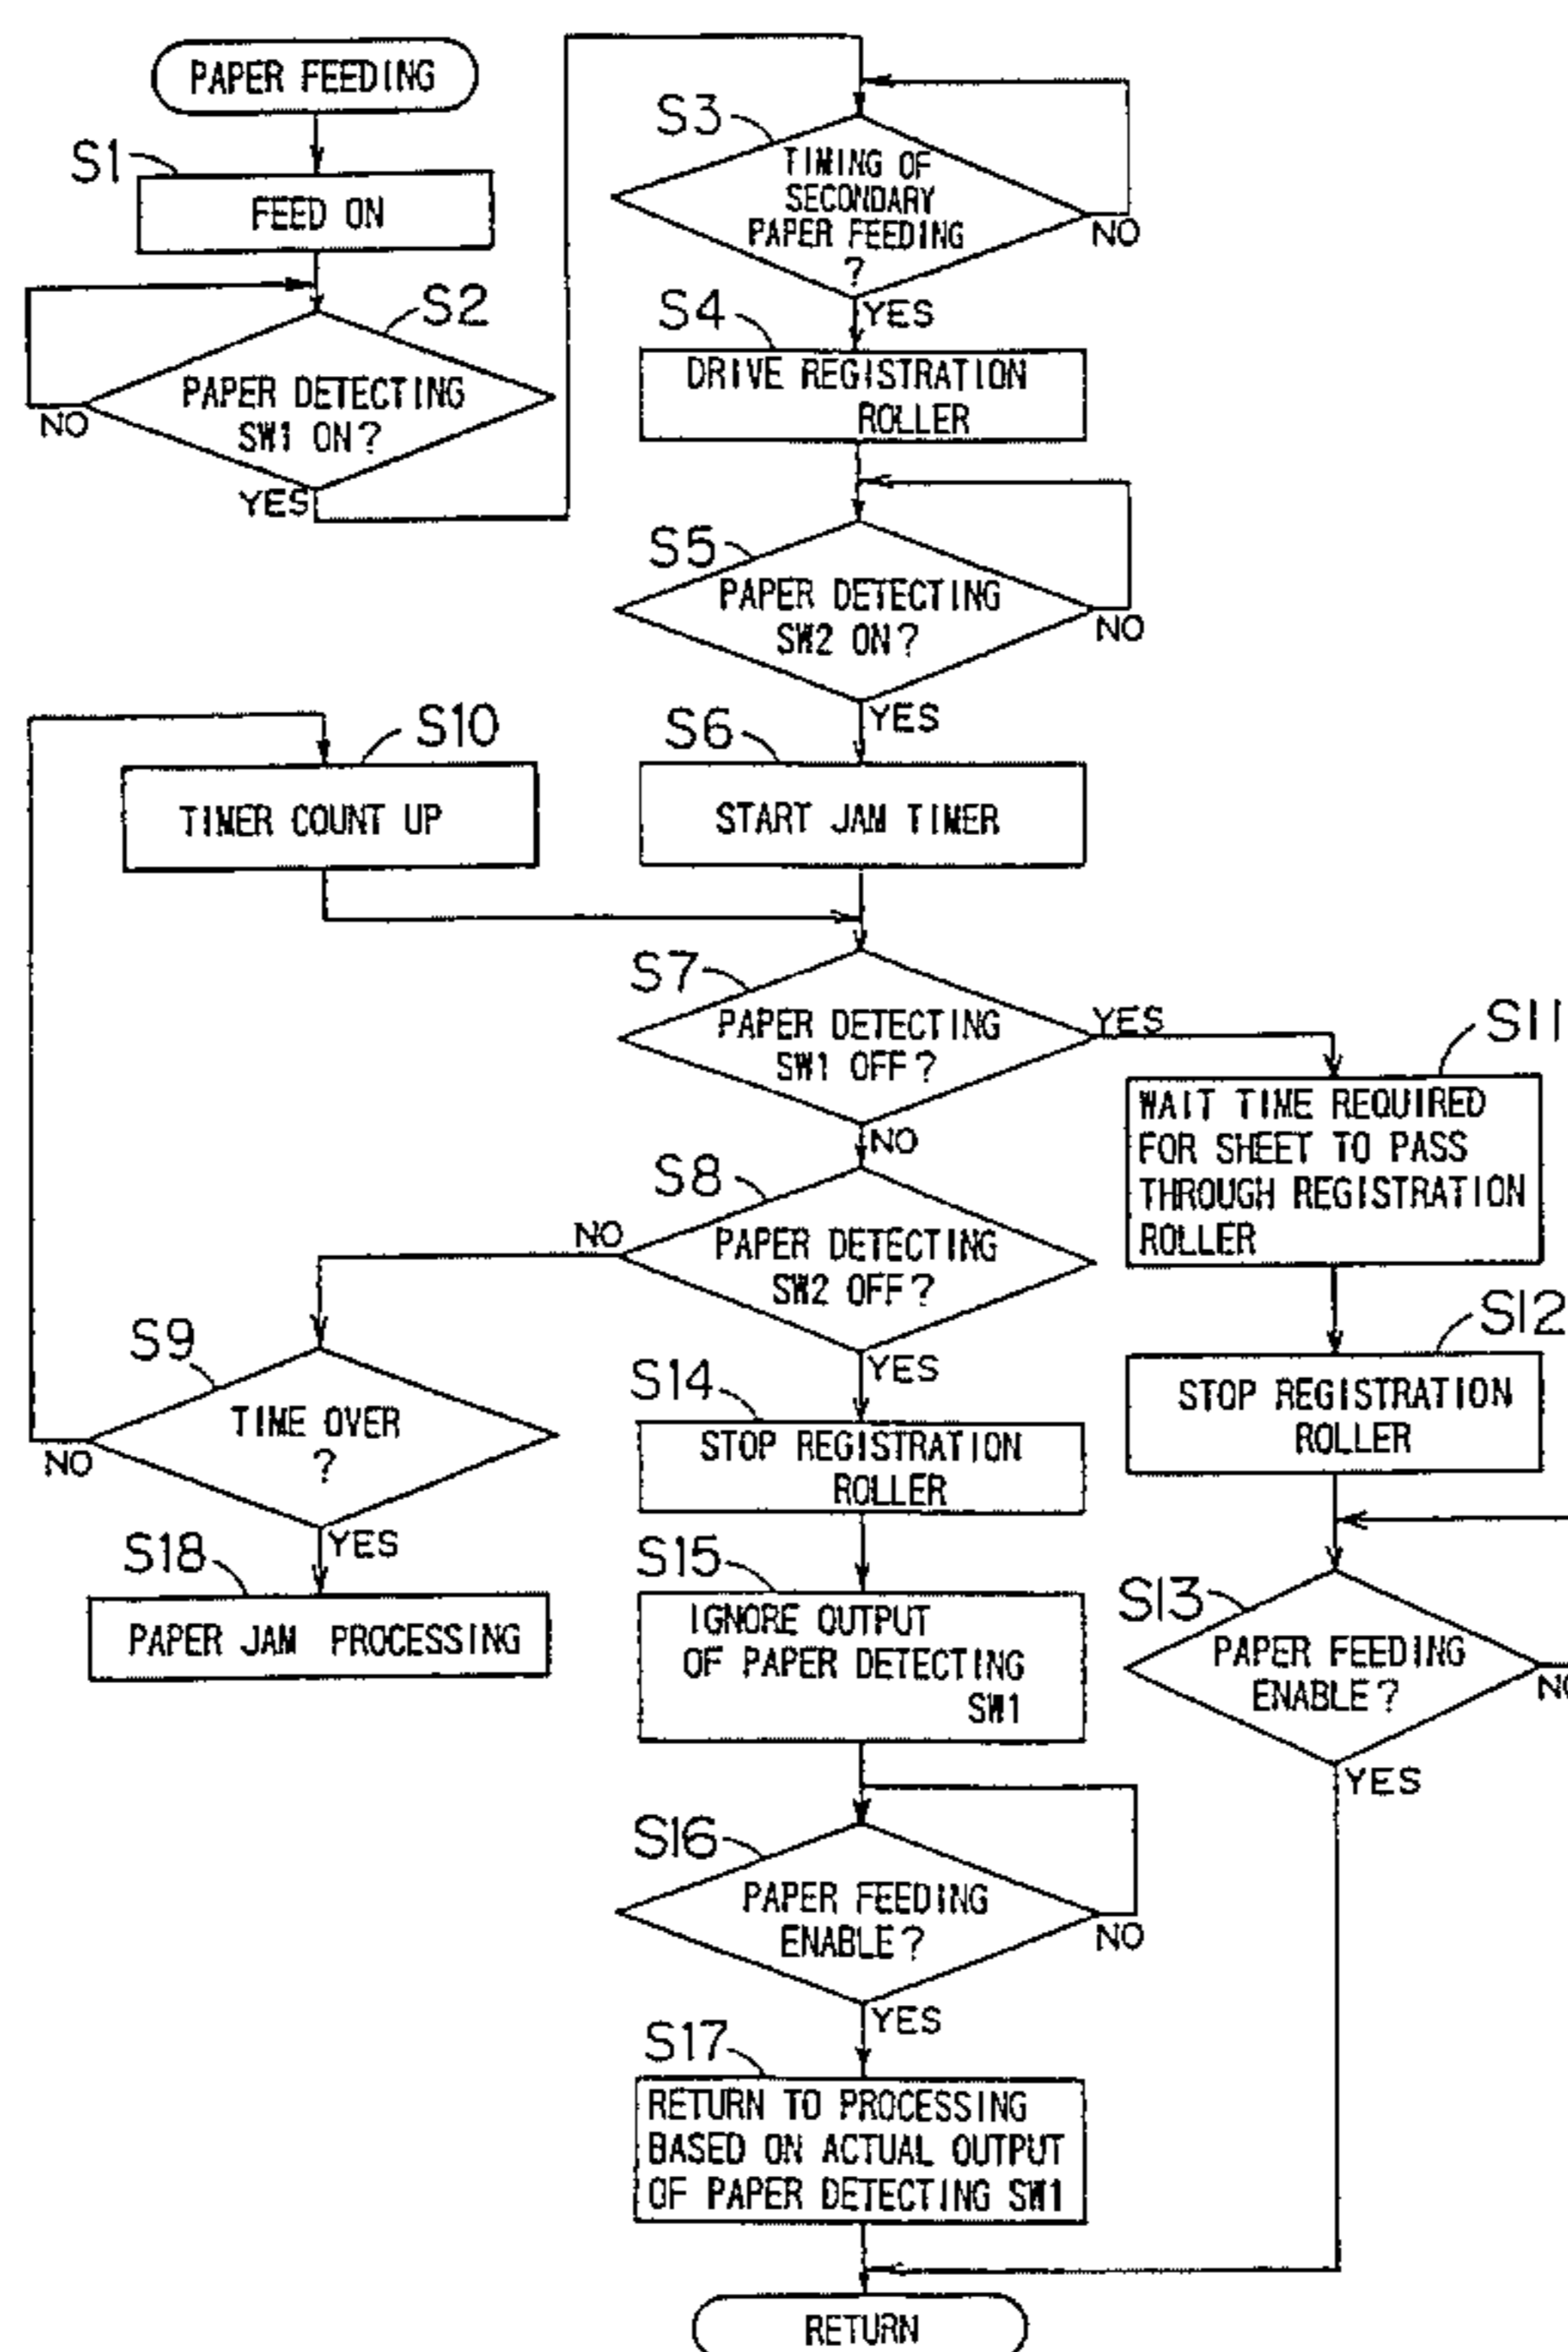 PAPER FEEDING
S1
FEED ON
S2
PAPER DETECTING
SW1 ON?
NO
YES
S3
TIMING OF
SECONDARY
PAPER FEEDING
?
NO
YES
S4
DRIVE REGISTRATION
ROLLER
S5
PAPER DETECTING
SW2 ON?
NO
YES
S6
START JAM TIMER
S10
TIMER COUNT UP
S7
PAPER DETECTING
SW1 OFF?
YES
NO
S8
PAPER DETECTING
SW2 OFF?
NO
YES
S9
TIME OVER
?
NO
YES
S18
PAPER JAM PROCESSING
S11
WAIT TIME REQUIRED
FOR SHEET TO PASS
THROUGH REGISTRATION
ROLLER
S12
STOP REGISTRATION
ROLLER
S13
PAPER FEEDING
ENABLE?
NO
YES
S14
STOP REGISTRATION
ROLLER
S15
IGNORE OUTPUT
OF PAPER DETECTING
SW1
S16
PAPER FEEDING
ENABLE?
NO
YES
S17
RETURN TO PROCESSING
BASED ON ACTUAL OUTPUT
OF PAPER DETECTING SW1
RETURN